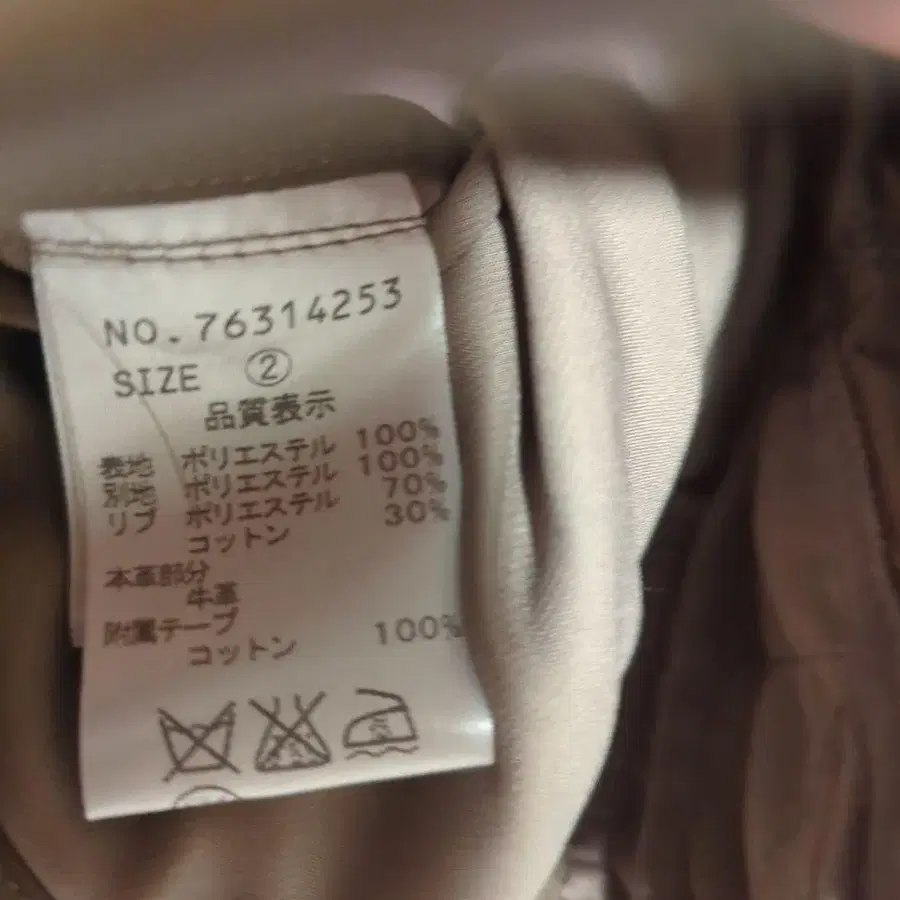 NO.76314253
SIZE ②
品質表示
表地 ポリエステル 100%
別地 ポリエステル 100%
リブ ポリエステル 70%
コットン 30%
本革部分
牛革
附属テープ
コットン 100%